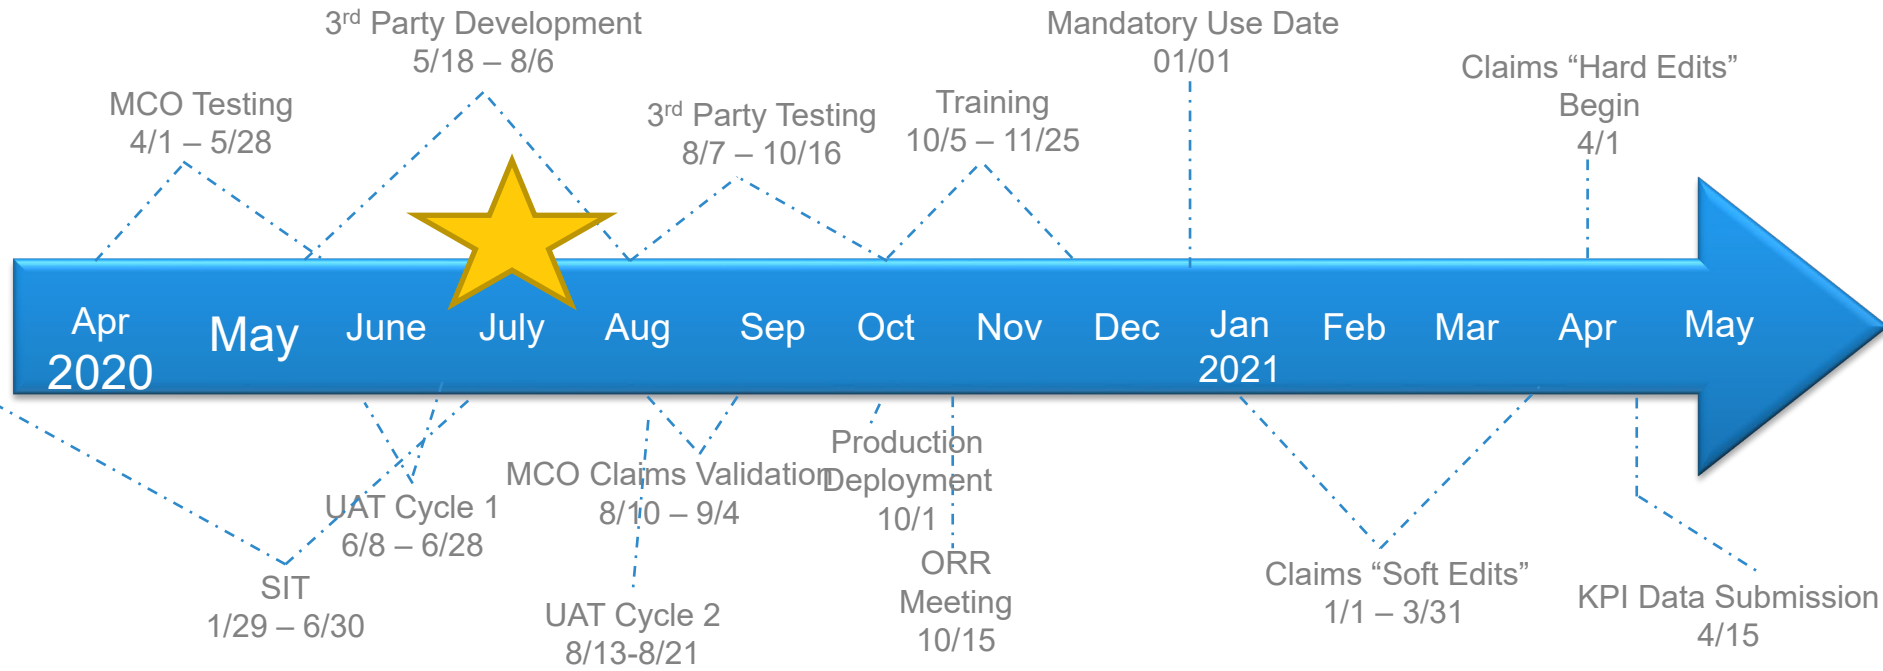 3rd Party Development
5/18 – 8/6
Mandatory Use Date
01/01
Claims “Hard Edits”
Begin
4/1
MCO Testing
4/1 – 5/28
3rd Party Testing
8/7 – 10/16
Training
10/5 – 11/25
Apr
2020
May
June
July
Aug
Sep
Oct
Nov
Dec
Jan
2021
Feb
Mar
Apr
May
SIT
1/29 – 6/30
UAT Cycle 1
6/8 – 6/28
MCO Claims Validation
8/10 – 9/4
UAT Cycle 2
8/13-8/21
Production
Deployment
10/1
ORR
Meeting
10/15
Claims “Soft Edits”
1/1 – 3/31
KPI Data Submission
4/15